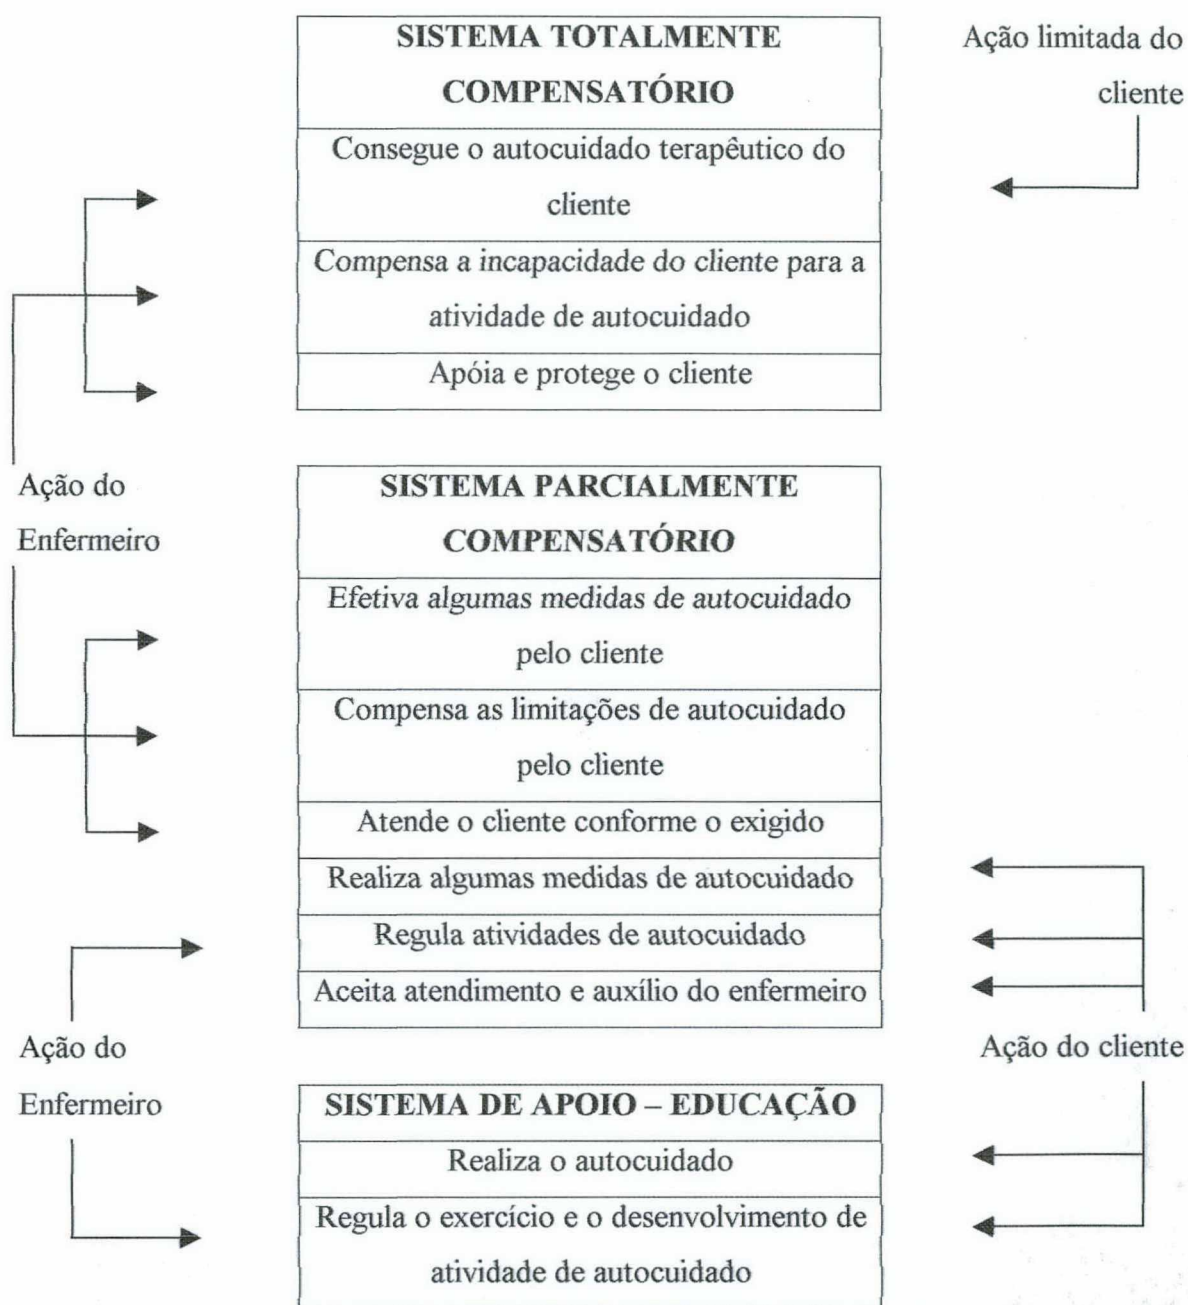 SISTEMA TOTALMENTE
COMPENSATÓRIO
Ação limitada do
cliente
Consegue o autocuidado terapêutico do
cliente
Compensa a incapacidade do cliente para a
atividade de autocuidado
Apóia e protege o cliente
Ação do
Enfermeiro
SISTEMA PARCIALMENTE
COMPENSATÓRIO
Efetiva algumas medidas de autocuidado
pelo cliente
Compensa as limitações de autocuidado
pelo cliente
Atende o cliente conforme o exigido
Realiza algumas medidas de autocuidado
Regula atividades de autocuidado
Aceita atendimento e auxílio do enfermeiro
Ação do
Enfermeiro
Ação do cliente
SISTEMA DE APOIO – EDUCAÇÃO
Realiza o autocuidado
Regula o exercício e o desenvolvimento de
atividade de autocuidado